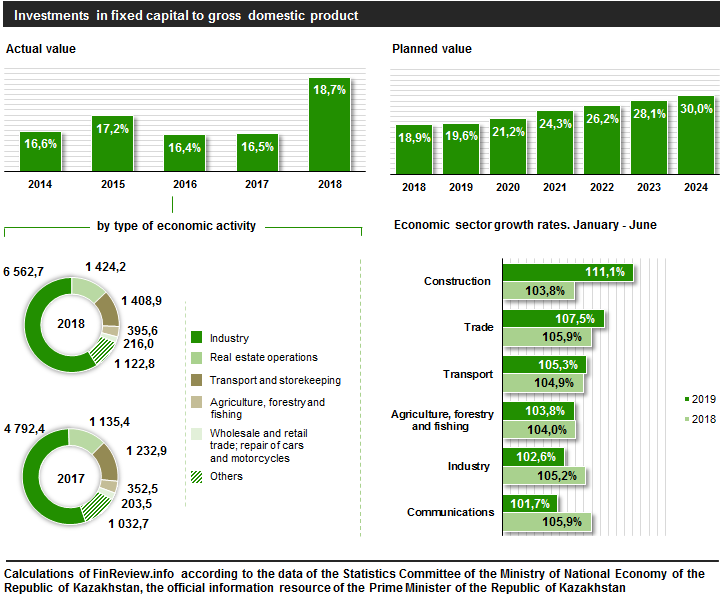 Investments in fixed capital to gross domestic product
Actual value
16,6%
17,2%
16,4%
16,5%
18,7%
2014
2015
2016
2017
2018
Planned value
18,9%
19,6%
21,2%
24,3%
26,2%
28,1%
30,0%
2018
2019
2020
2021
2022
2023
2024
by type of economic activity
6 562,7
1 424,2
1 408,9
395,6
216,0
1 122,8
2018
4 792,4
1 135,4
1 232,9
352,5
203,5
1 032,7
2017
Industry
Real estate operations
Transport and storekeeping
Agriculture, forestry and
fishing
Wholesale and retail
trade; repair of cars
and motorcycles
Others
Economic sector growth rates. January - June
Construction
111,1%
103,8%
Trade
107,5%
105,9%
Transport
105,3%
104,9%
Agriculture, forestry
and fishing
103,8%
104,0%
Industry
102,6%
105,2%
Communications
101,7%
105,9%
2019
2018
Calculations of FinReview.info according to the data of the Statistics Committee of the Ministry of National Economy of the
Republic of Kazakhstan, the official information resource of the Prime Minister of the Republic of Kazakhstan